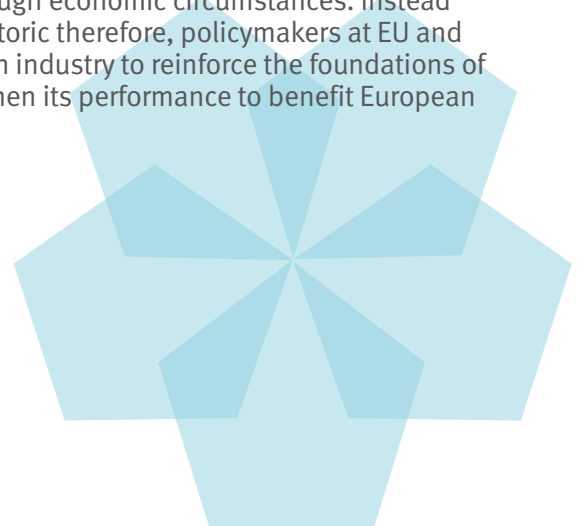 ugh economic circumstances. Instead
toric therefore, policymakers at EU and
n industry to reinforce the foundations of
hen its performance to benefit European